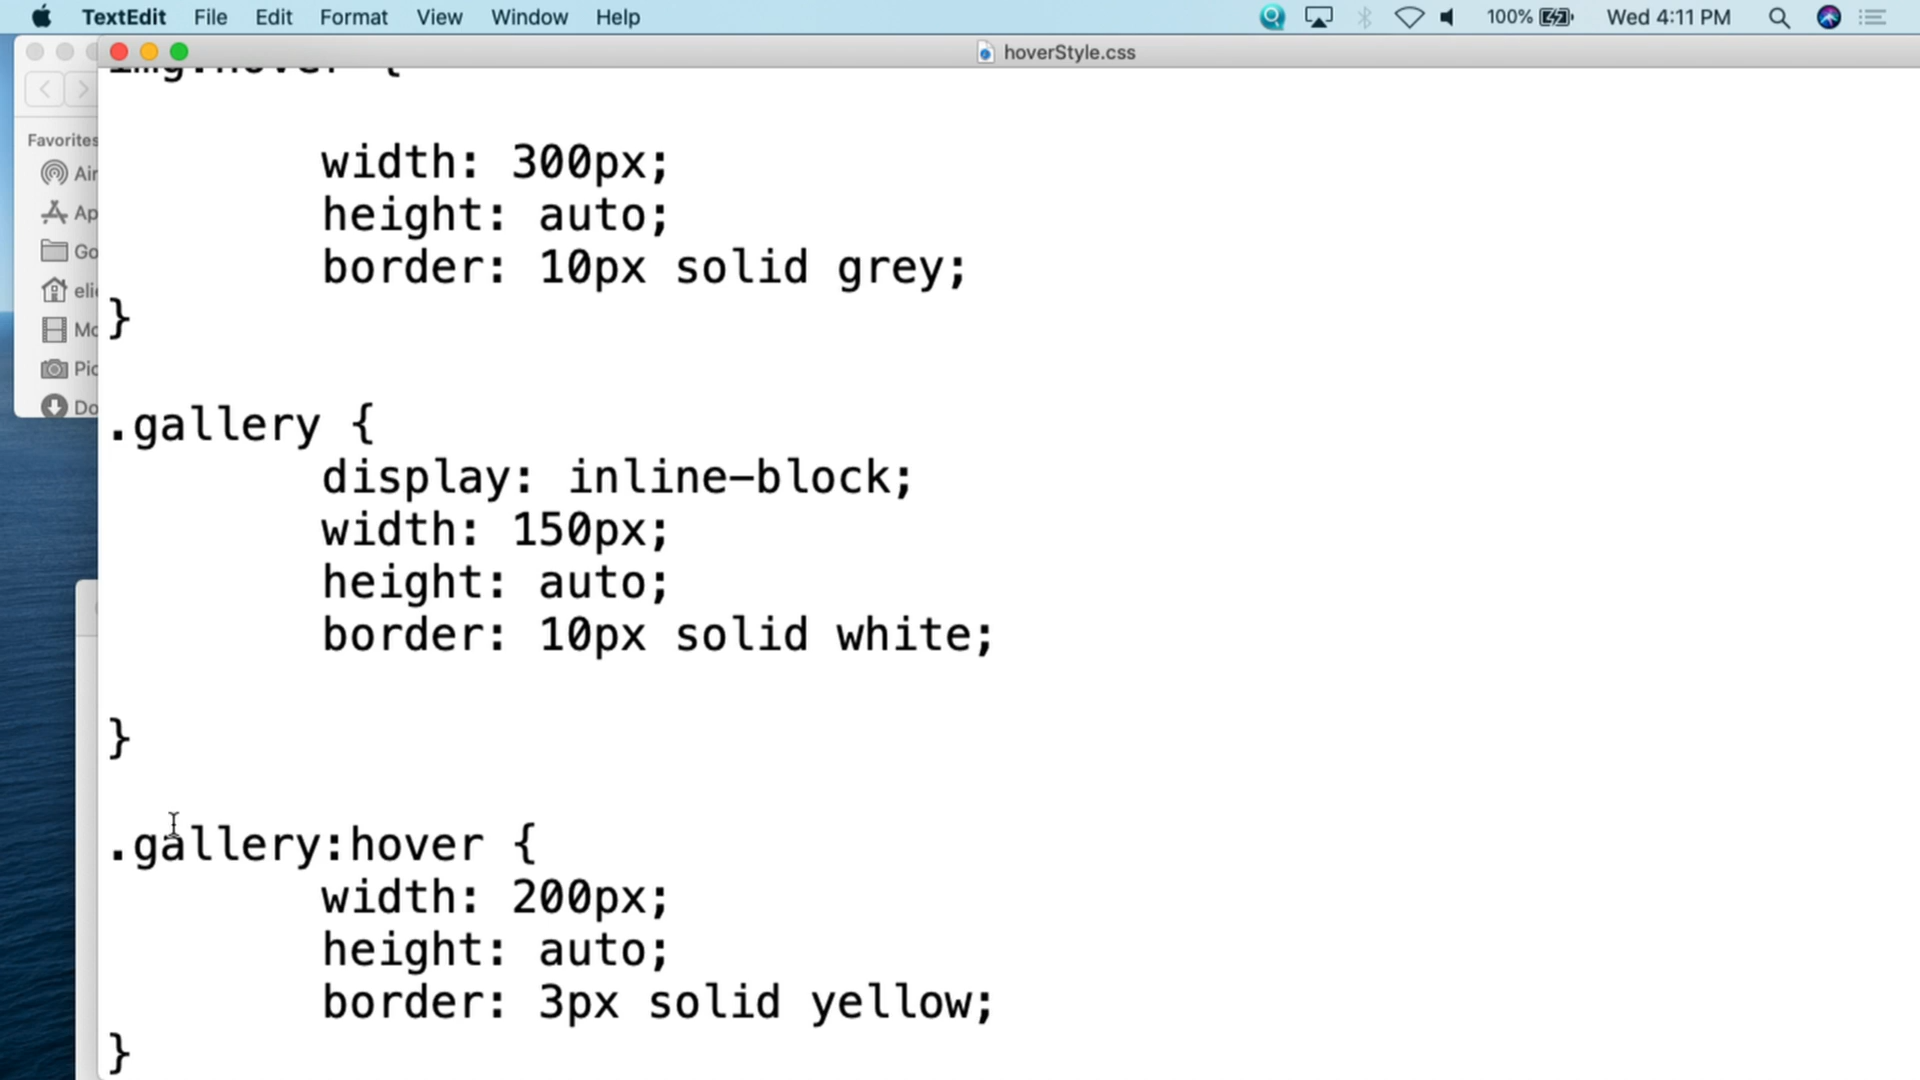 TextEdit File Edit Format View Window Help 100% Wed 4:11 PM
hoverStyle.css
img:hover {
Favorites
width: 300px;
height: auto;
border: 10px solid grey;
}
.gallery {
display: inline-block;
width: 150px;
height: auto;
border: 10px solid white;
}
.gallery:hover {
width: 200px;
height: auto;
border: 3px solid yellow;
}